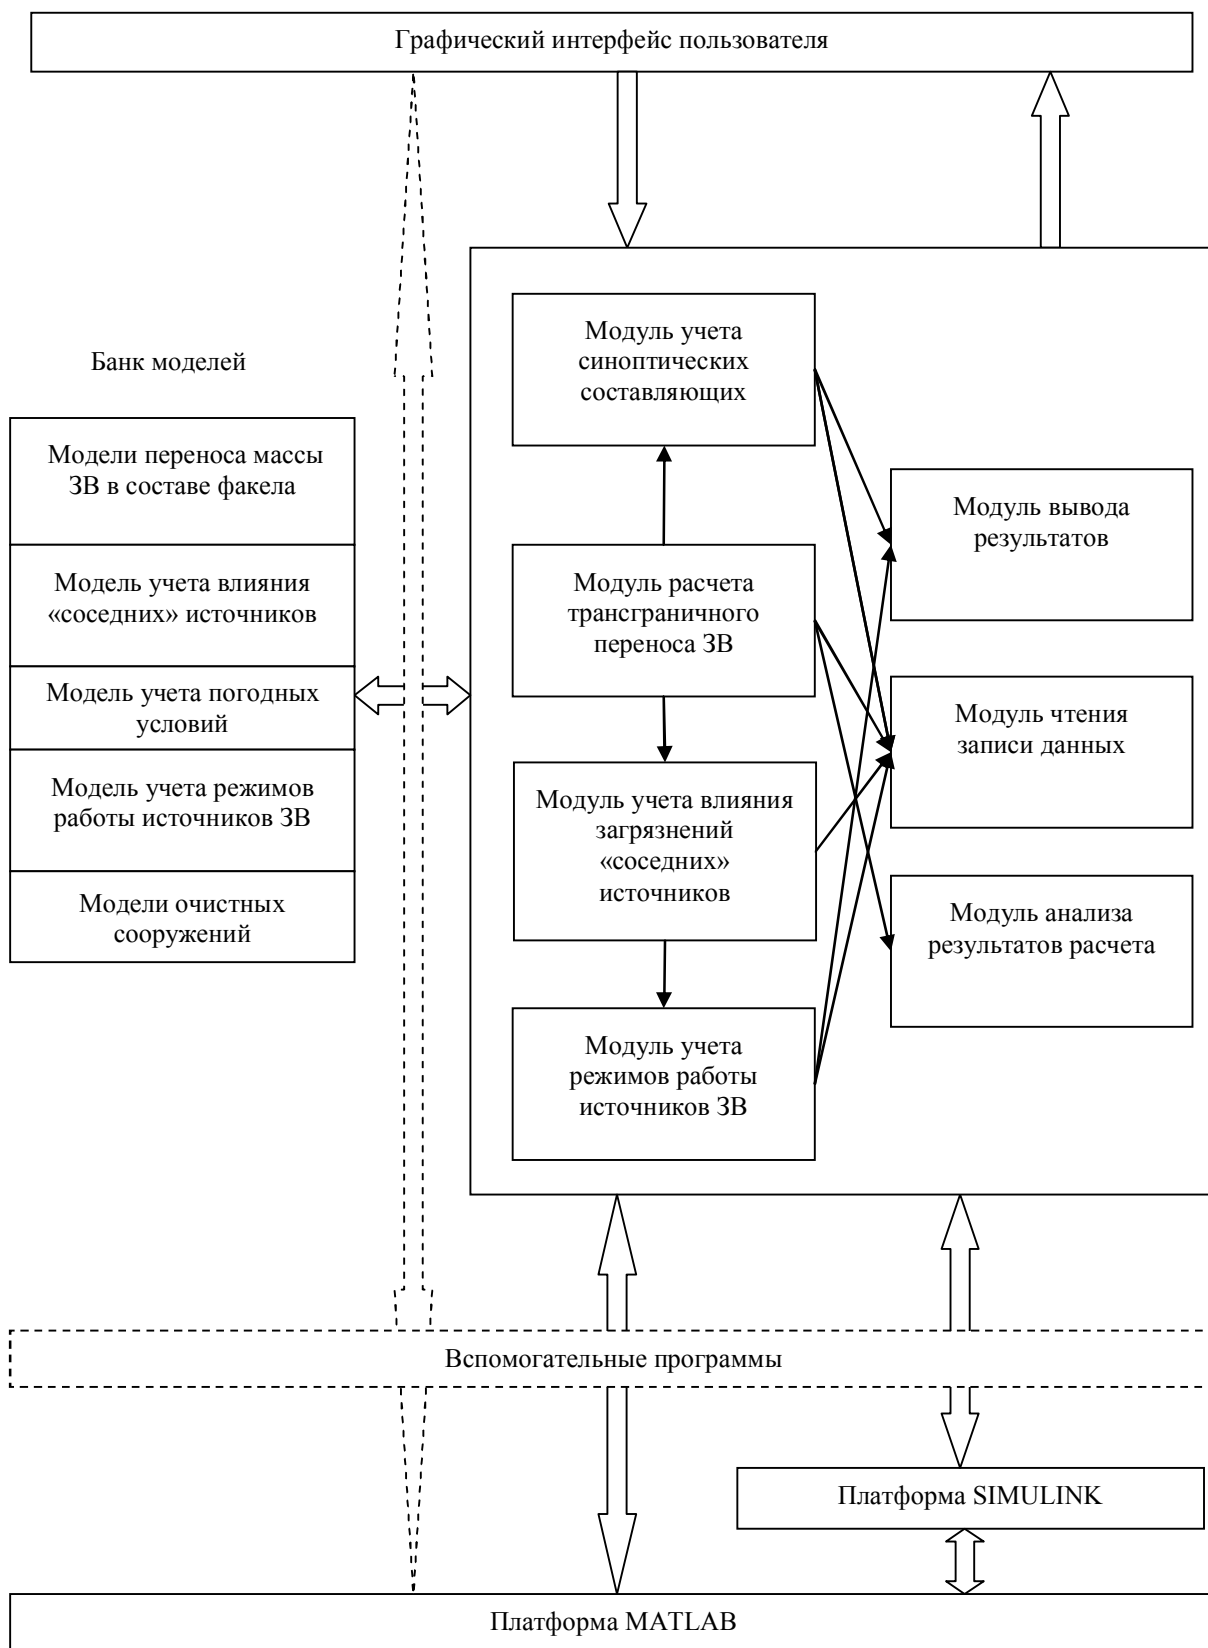 Графический интерфейс пользователя
Банк моделей
Модели переноса массы
ЗВ в составе факела
Модель учета влияния
«соседних» источников
Модель учета погодных
условий
Модель учета режимов
работы источников ЗВ
Модели очистных
сооружений
Модуль учета
синоптических
составляющих
Модуль расчета
трансграничного
переноса ЗВ
Модуль учета влияния
загрязнений
«соседних»
источников
Модуль учета
режимов работы
источников ЗВ
Модуль вывода
результатов
Модуль чтения
записи данных
Модуль анализа
результатов расчета
Вспомогательные программы
Платформа SIMULINK
Платформа MATLAB